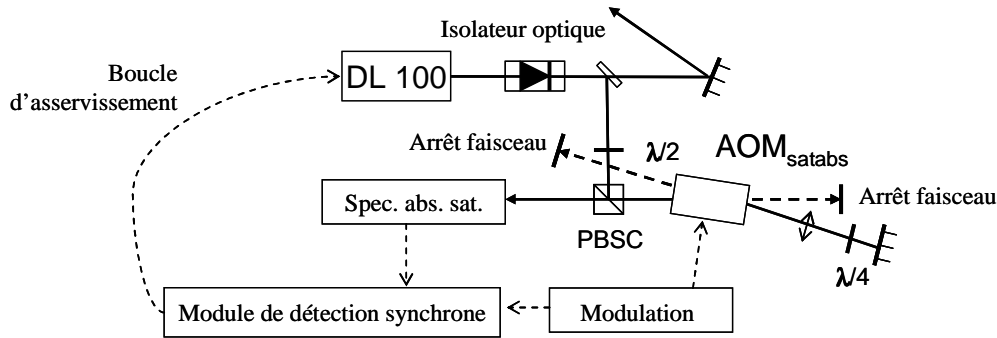 Isolateur optique
Boucle
d'asservissement
DL 100
Arrêt faisceau
λ/2
AOMsatabs
Spec. abs. sat.
PBSC
Arrêt faisceau
λ/4
Module de détection synchrone
Modulation